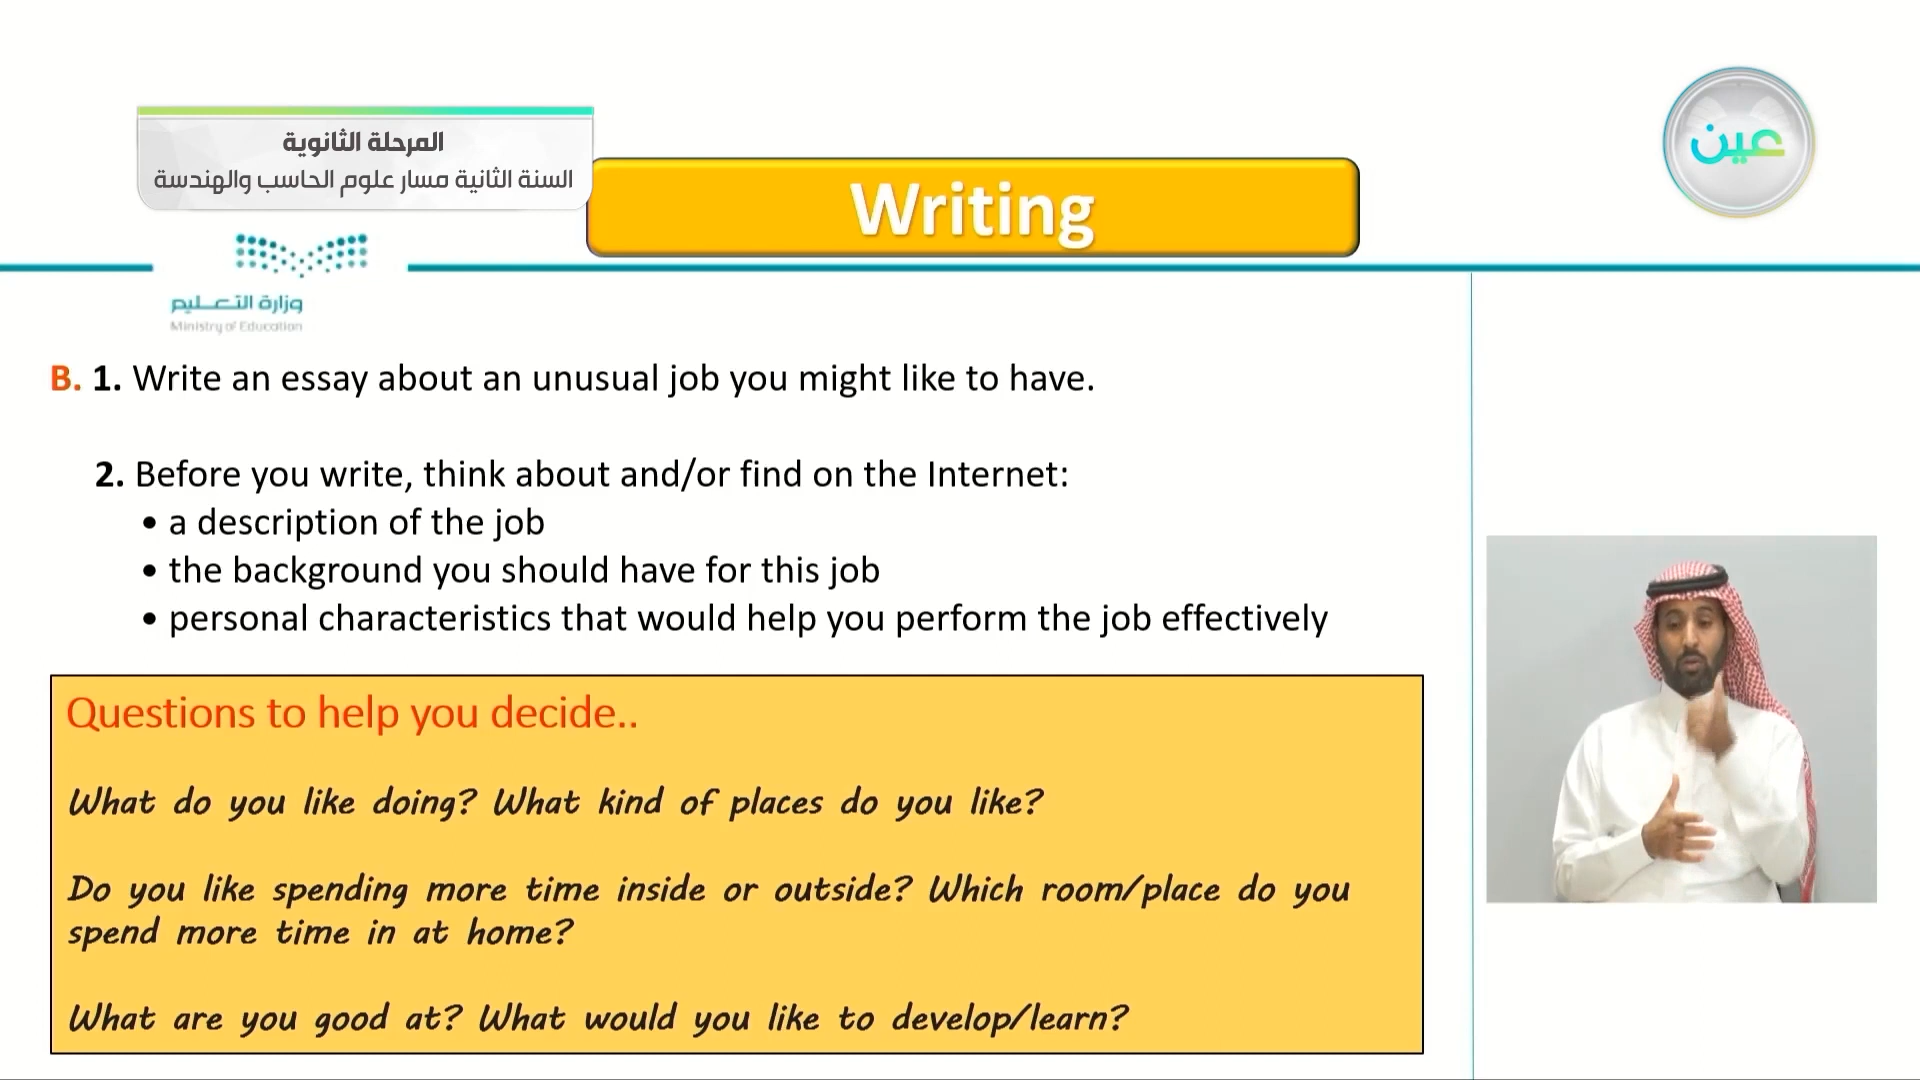 المرحلة الثانوية
السنة الثانية مسار علوم الحاسب والهندسة
عين
Writing
وزارة التعليم
Ministry of Education
B. 1. Write an essay about an unusual job you might like to have.
2. Before you write, think about and/or find on the Internet:
• a description of the job
• the background you should have for this job
• personal characteristics that would help you perform the job effectively
Questions to help you decide..
What do you like doing? What kind of places do you like?
Do you like spending more time inside or outside? Which room/place do you
spend more time in at home?
What are you good at? What would you like to develop/learn?